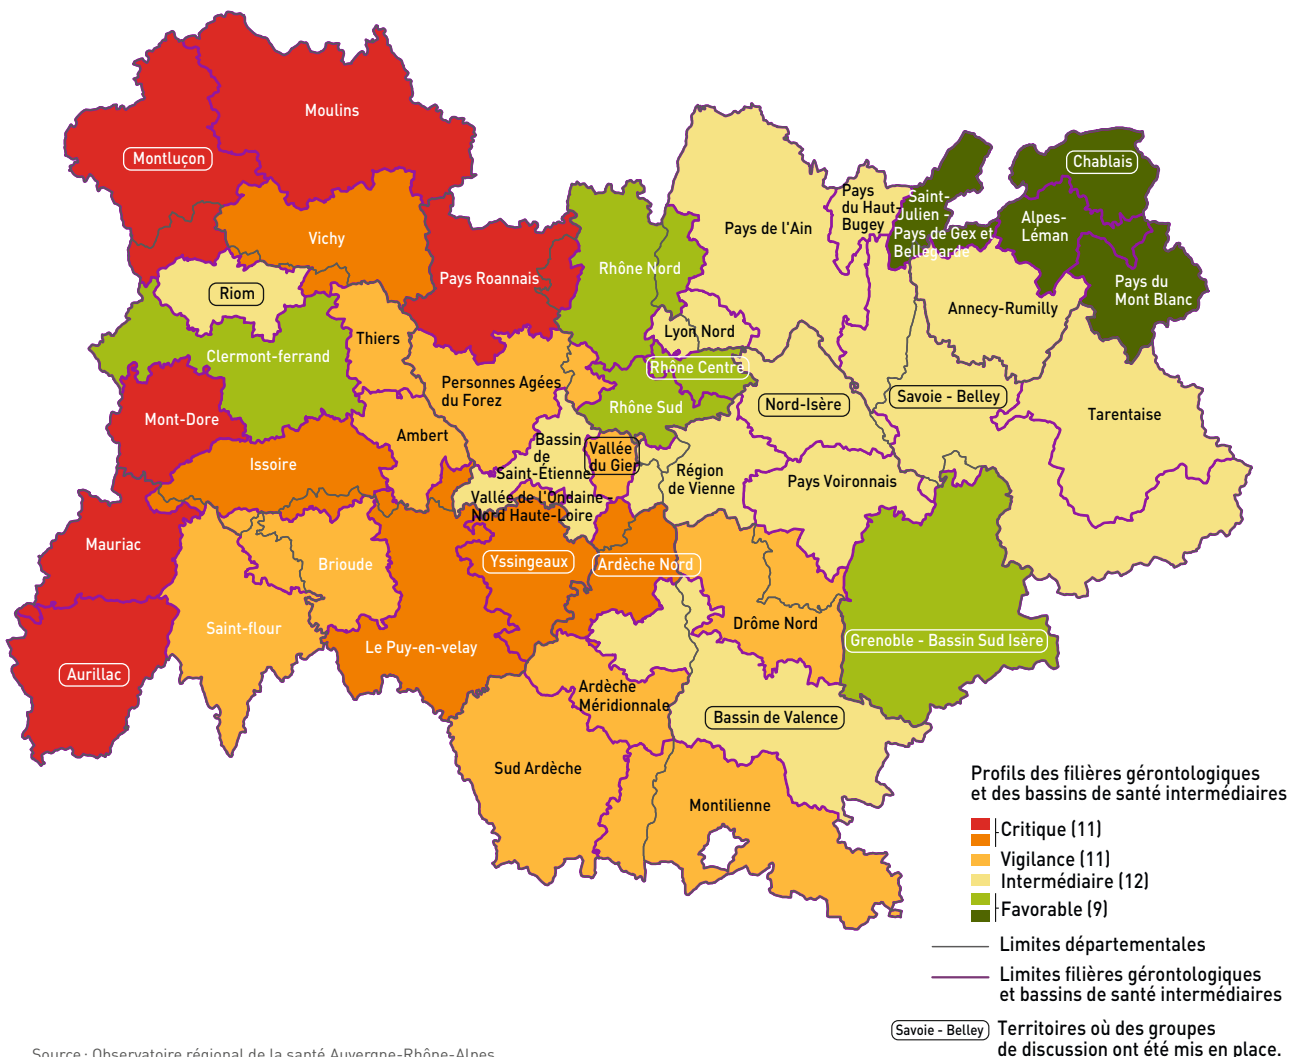 Moulins
Montluçon
Chablais
Pays
du Haut-
Bugey
Saint-
Julien -
Pays de Gex et
Bellegarde
Alpes-
Léman
Pays de l'Ain
Vichy
Rhône Nord
Pays Roannais
Riom
Pays du
Mont Blanc
Annecy-Rumilly
Lyon Nord
Thiers
Clermont-ferrand
Rhône Centre
Personnes Agées
du Forez
Savoie - Belley
Nord-Isère
Rhône Sud
Tarentaise
Mont-Dore
Ambert
Bassin
de
Saint-Étienne
Vallée
du Gier
Issoire
Région
de Vienne
Pays Voironnais
Vallée de L'Ondaine -
Nord Haute-Loire
Mauriac
Brioude
Yssingeaux
Ardèche Nord
Saint-flour
Drôme Nord
Le Puy-en-velay
Grenoble - Bassin Sud Isère
Aurillac
Ardèche
Méridionnale
Bassin de Valence
Sud Ardèche
Montilienne
Profils des filières gérontologiques
et des bassins de santé intermédiaires
Critique (11)
Vigilance (11)
Intermédiaire (12)
Favorable (9)
Limites départementales
Limites filières gérontologiques
et bassins de santé intermédiaires
Savoie - Belley
Territoires où des groupes
de discussion ont été mis en place.
Source : Observatoire régional de la santé Auvergne-Rhône-Alpes